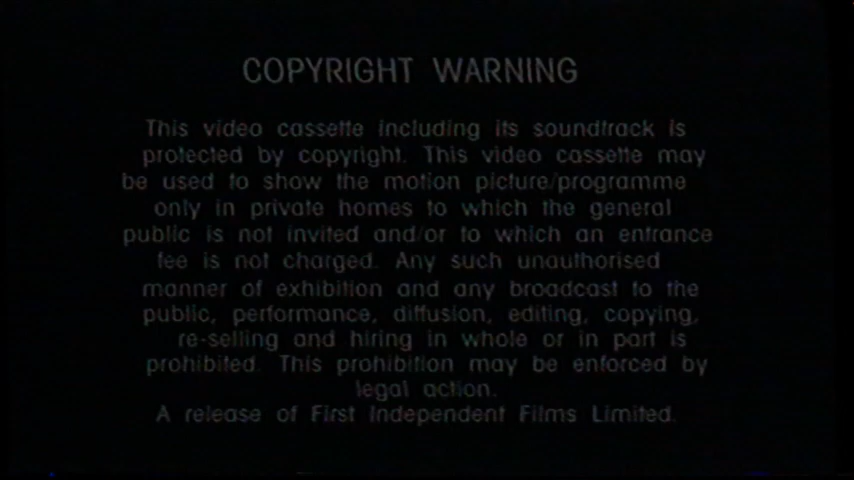 COPYRIGHT WARNING
This video cassette including its soundtrack is
protected by copyright. This video cassette may
be used to show the motion picture/programme
only in private homes to which the general
public is not invited and/or to which an entrance
fee is not charged. Any such unauthorised
manner of exhibition and any broadcast to the
public, performance, diffusion, editing, copying,
re-selling and hiring in whole or in part is
prohibited. This prohibition may be enforced by
legal action.
A release of First Independent Films Limited.